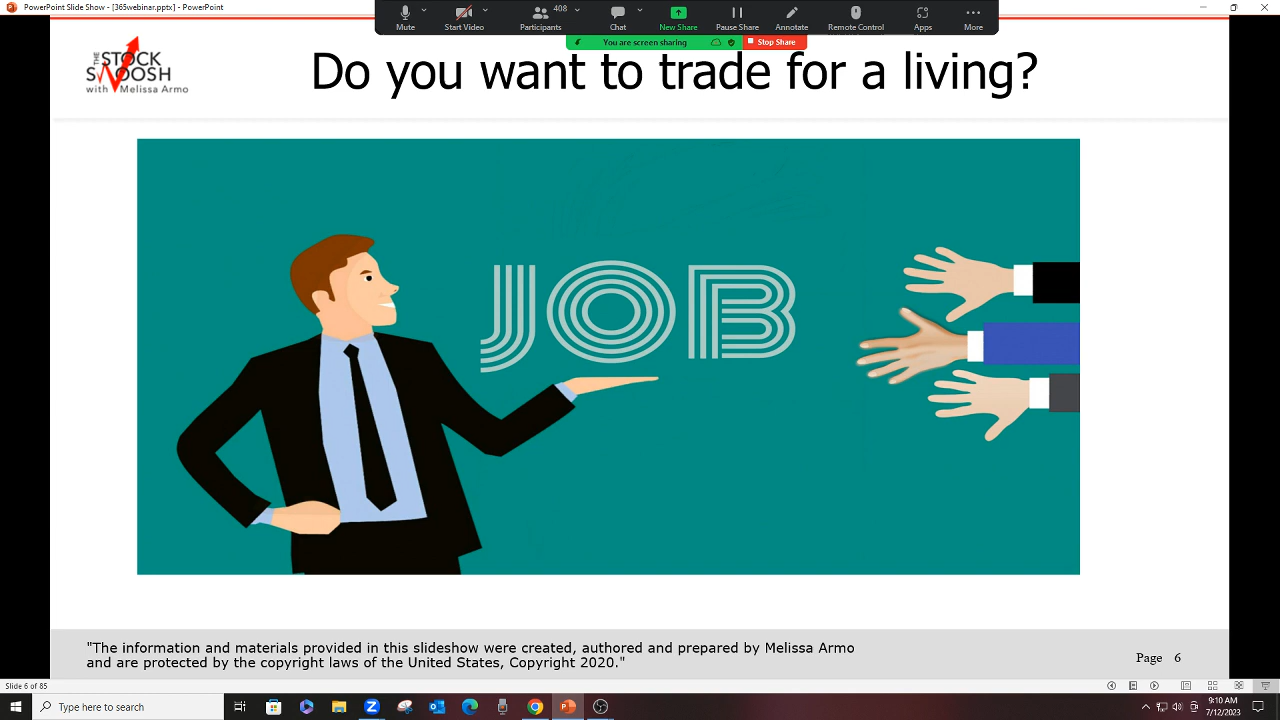 PowerPoint Slide Show - [365webinar.pptx] - PowerPoint
408
Mute
Start Video
Participants
Chat
New Share
Pause Share
Annotate
Remote Control
Apps
More
You are screen sharing
Stop Share
THE
STOCK
SWOOSH
with Melissa Armo
Do you want to trade for a living?
JOB
"The information and materials provided in this slideshow were created, authored and prepared by Melissa Armo
and are protected by the copyright laws of the United States, Copyright 2020."
Page 6
Slide 6 of 85
Type here to search
9:10 AM
7/12/2023